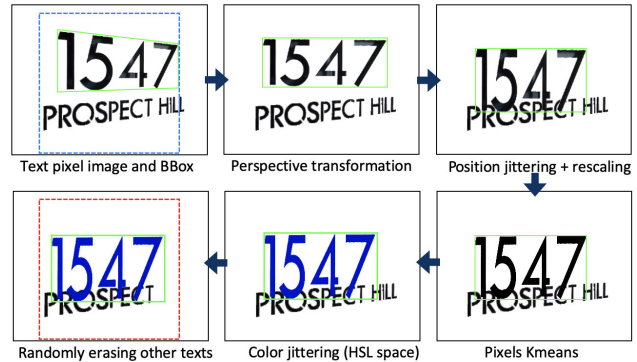 1547
PROSPECT HiLL
Text pixel image and BBox
1547
PROSPECT HiLL
Perspective transformation
1547
PROSPECT HiLL
Position jittering + rescaling
1547
PROSPECT HiLL
Pixels Kmeans
1547
PROSPECT HiLL
Color jittering (HSL space)
1547
PROSPECT
Randomly erasing other texts